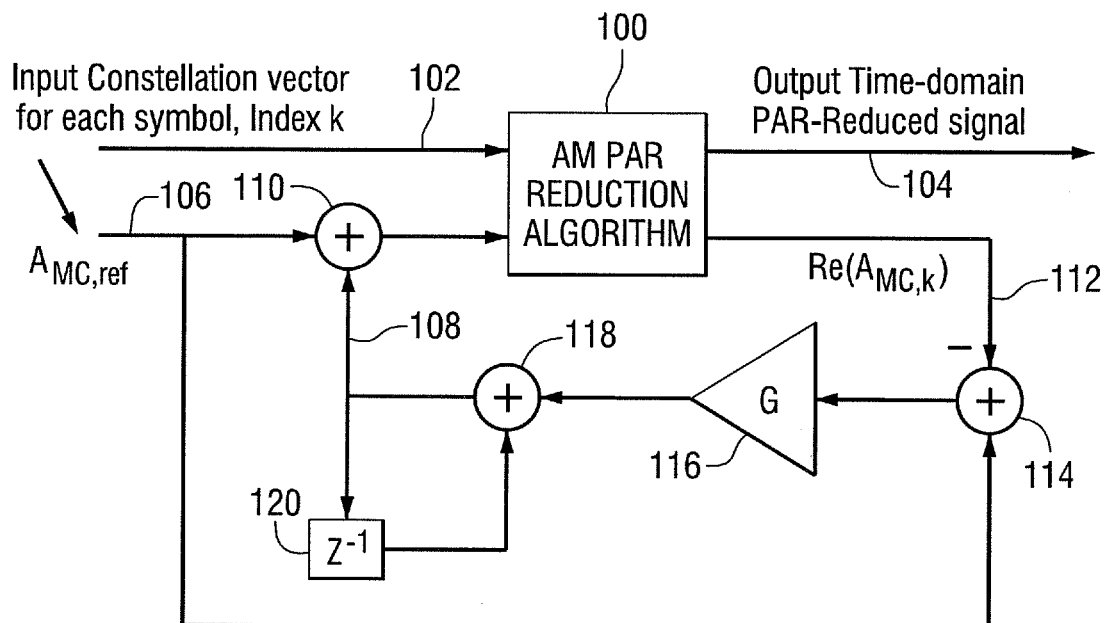 100
Input Constellation vector
for each symbol, Index k
102
Output Time-domain
PAR-Reduced signal
AM PAR
REDUCTION
ALGORITHM
104
106
110
A_MC,ref
+
Re(A_MC,k)
112
108
118
−
+
G
+
116
114
120
Z^-1